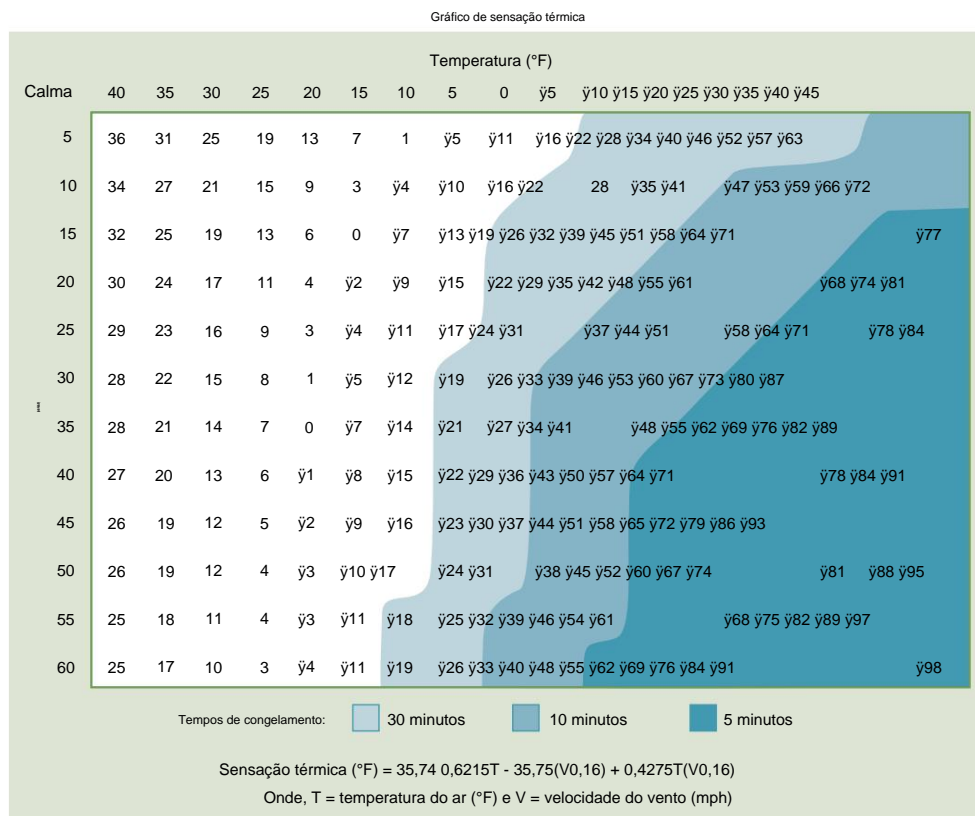 Gráfico de sensação térmica
Temperatura (°F)
Calma 40 35 30 25 20 15 10 5 0 ÿ5 ÿ10 ÿ15 ÿ20 ÿ25 ÿ30 ÿ35 ÿ40 ÿ45
5 36 31 25 19 13 7 1 ÿ5 ÿ11 ÿ16 ÿ22 ÿ28 ÿ34 ÿ40 ÿ46 ÿ52 ÿ57 ÿ63
10 34 27 21 15 9 3 ÿ4 ÿ10 ÿ16 ÿ22 28 ÿ35 ÿ41 ÿ47 ÿ53 ÿ59 ÿ66 ÿ72
15 32 25 19 13 6 0 ÿ7 ÿ13 ÿ19 ÿ26 ÿ32 ÿ39 ÿ45 ÿ51 ÿ58 ÿ64 ÿ71 ÿ77
20 30 24 17 11 4 ÿ2 ÿ9 ÿ15 ÿ22 ÿ29 ÿ35 ÿ42 ÿ48 ÿ55 ÿ61 ÿ68 ÿ74 ÿ81
25 29 23 16 9 3 ÿ4 ÿ11 ÿ17 ÿ24 ÿ31 ÿ37 ÿ44 ÿ51 ÿ58 ÿ64 ÿ71 ÿ78 ÿ84
30 28 22 15 8 1 ÿ5 ÿ12 ÿ19 ÿ26 ÿ33 ÿ39 ÿ46 ÿ53 ÿ60 ÿ67 ÿ73 ÿ80 ÿ87
35 28 21 14 7 0 ÿ7 ÿ14 ÿ21 ÿ27 ÿ34 ÿ41 ÿ48 ÿ55 ÿ62 ÿ69 ÿ76 ÿ82 ÿ89
40 27 20 13 6 ÿ1 ÿ8 ÿ15 ÿ22 ÿ29 ÿ36 ÿ43 ÿ50 ÿ57 ÿ64 ÿ71 ÿ78 ÿ84 ÿ91
45 26 19 12 5 ÿ2 ÿ9 ÿ16 ÿ23 ÿ30 ÿ37 ÿ44 ÿ51 ÿ58 ÿ65 ÿ72 ÿ79 ÿ86 ÿ93
50 26 19 12 4 ÿ3 ÿ10 ÿ17 ÿ24 ÿ31 ÿ38 ÿ45 ÿ52 ÿ60 ÿ67 ÿ74 ÿ81 ÿ88 ÿ95
55 25 18 11 4 ÿ3 ÿ11 ÿ18 ÿ25 ÿ32 ÿ39 ÿ46 ÿ54 ÿ61 ÿ68 ÿ75 ÿ82 ÿ89 ÿ97
60 25 17 10 3 ÿ4 ÿ11 ÿ19 ÿ26 ÿ33 ÿ40 ÿ48 ÿ55 ÿ62 ÿ69 ÿ76 ÿ84 ÿ91 ÿ98
Tempos de congelamento: 30 minutos 10 minutos 5 minutos
Sensação térmica (°F) = 35,74 0,6215T - 35,75(V0,16) + 0,4275T(V0,16)
Onde, T = temperatura do ar (°F) e V = velocidade do vento (mph)